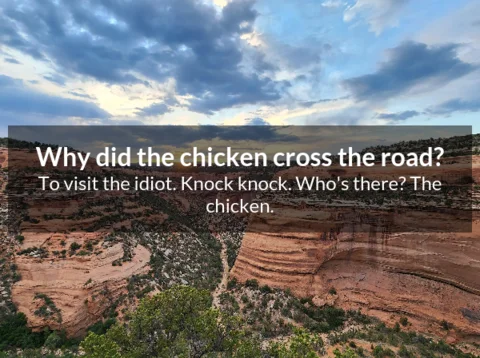 Why did the chicken cross the road?
To visit the idiot. Knock knock. Who's there? The
chicken.